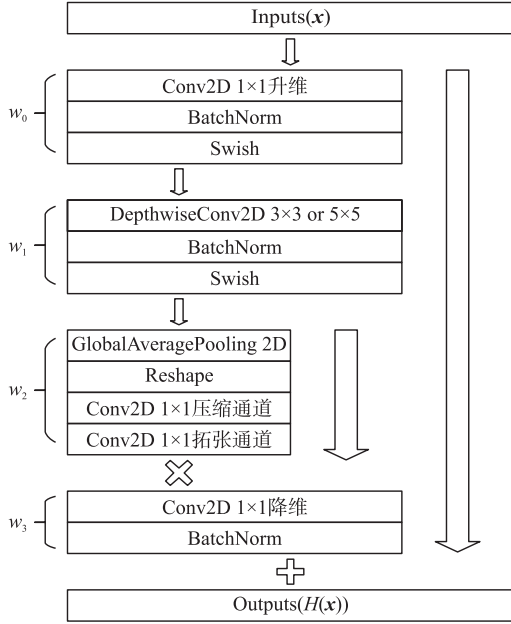 Inputs(x)
Conv2D 1×1升维
w₀
BatchNorm
Swish
DepthwiseConv2D 3×3 or 5×5
w₁
BatchNorm
Swish
GlobalAveragePooling 2D
Reshape
w₂
Conv2D 1×1压缩通道
Conv2D 1×1拓张通道
Conv2D 1×1降维
w₃
BatchNorm
Outputs(H(x))